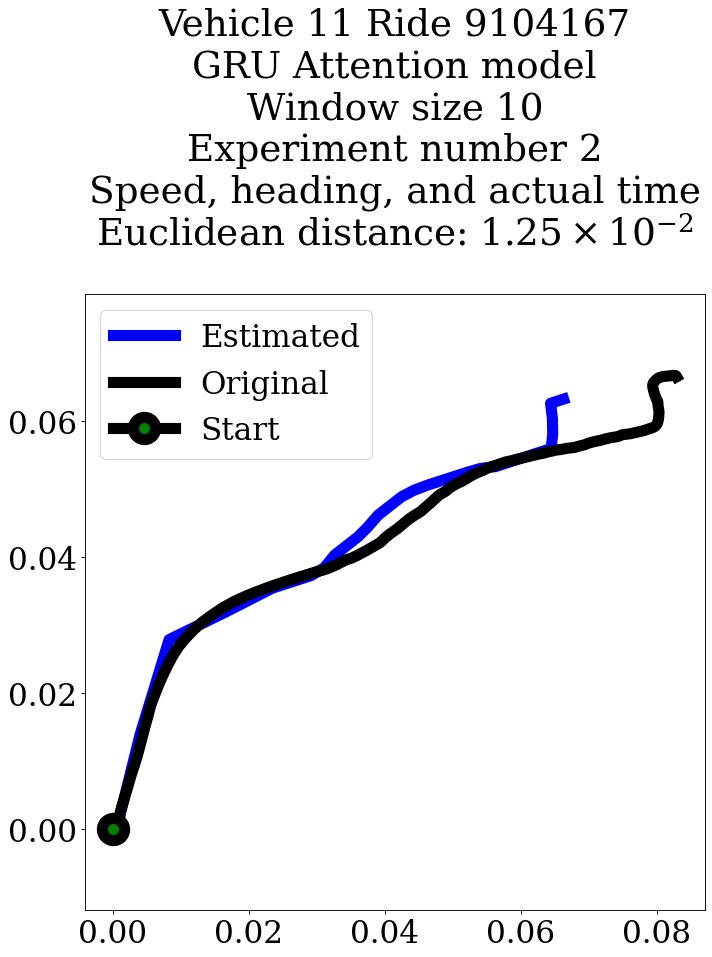 Vehicle 11 Ride 9104167
GRU Attention model
Window size 10
Experiment number 2
Speed, heading, and actual time
Euclidean distance: 1.25 × 10⁻²
Estimated
Original
Start
0.06
0.04
0.02
0.00
0.00 0.02 0.04 0.06 0.08